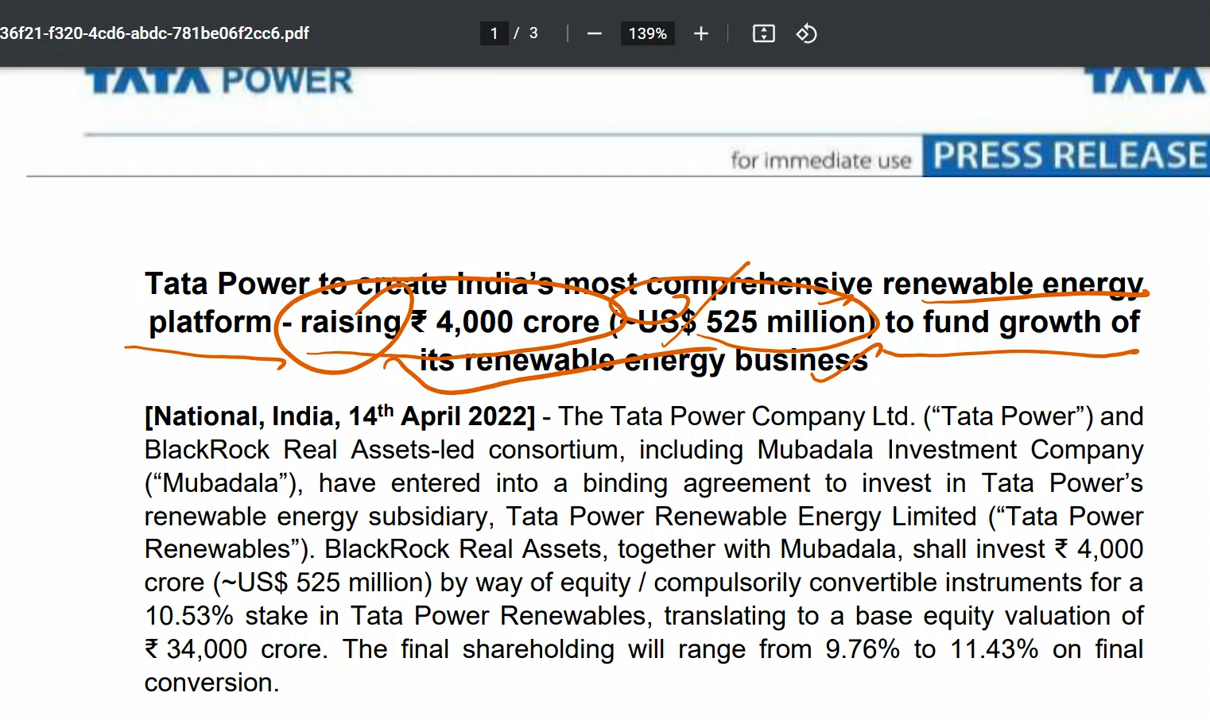 36f21-f320-4cd6-abdc-781be06f2cc6.pdf 1 / 3 139%
TATA POWER TATA
for immediate use PRESS RELEASE
Tata Power to create India's most comprehensive renewable energy
platform - raising ₹ 4,000 crore (~US$ 525 million) to fund growth of
its renewable energy business
[National, India, 14th April 2022] - The Tata Power Company Ltd. (“Tata Power”) and
BlackRock Real Assets-led consortium, including Mubadala Investment Company
(“Mubadala”), have entered into a binding agreement to invest in Tata Power’s
renewable energy subsidiary, Tata Power Renewable Energy Limited (“Tata Power
Renewables”). BlackRock Real Assets, together with Mubadala, shall invest ₹ 4,000
crore (~US$ 525 million) by way of equity / compulsorily convertible instruments for a
10.53% stake in Tata Power Renewables, translating to a base equity valuation of
₹ 34,000 crore. The final shareholding will range from 9.76% to 11.43% on final
conversion.